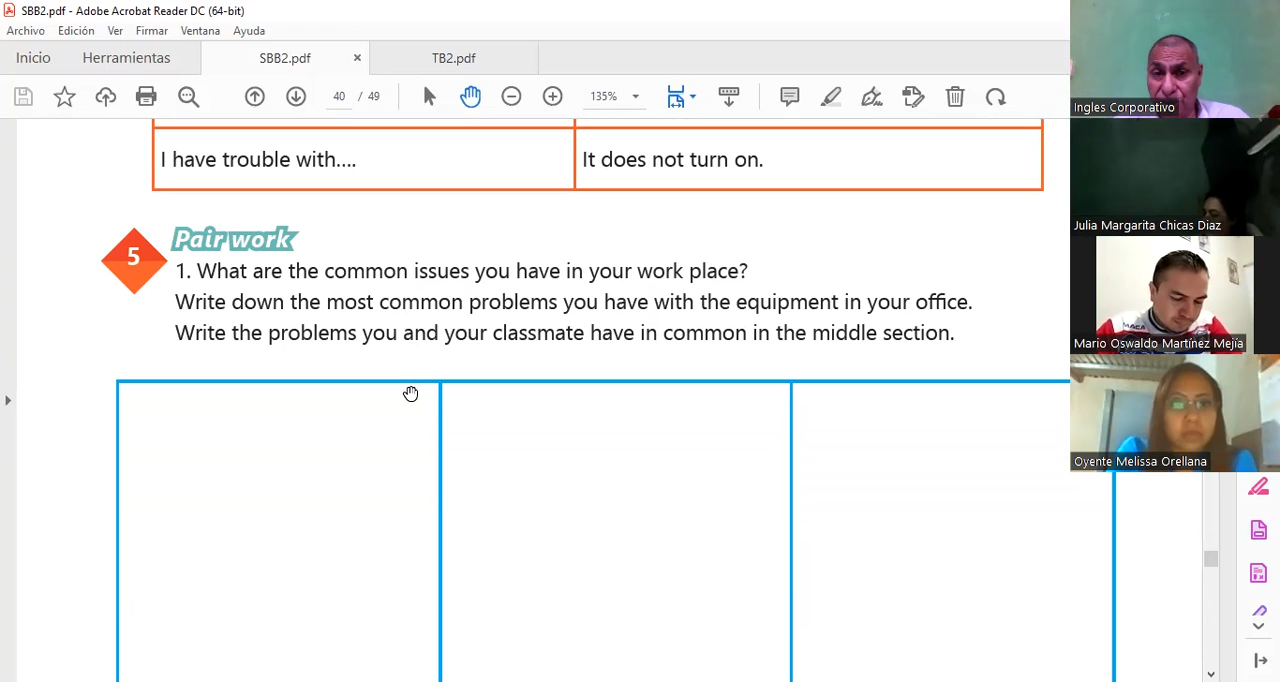 SBB2.pdf - Adobe Acrobat Reader DC (64-bit)
Archivo Edición Ver Firmar Ventana Ayuda
Inicio Herramientas SBB2.pdf × TB2.pdf
40 / 49 135%
I have trouble with.... It does not turn on.
5
Pair work
1. What are the common issues you have in your work place?
Write down the most common problems you have with the equipment in your office.
Write the problems you and your classmate have in common in the middle section.
Ingles Corporativo
Julia Margarita Chicas Diaz
MACA
Mario Oswaldo Martínez Mejía
Oyente Melissa Orellana